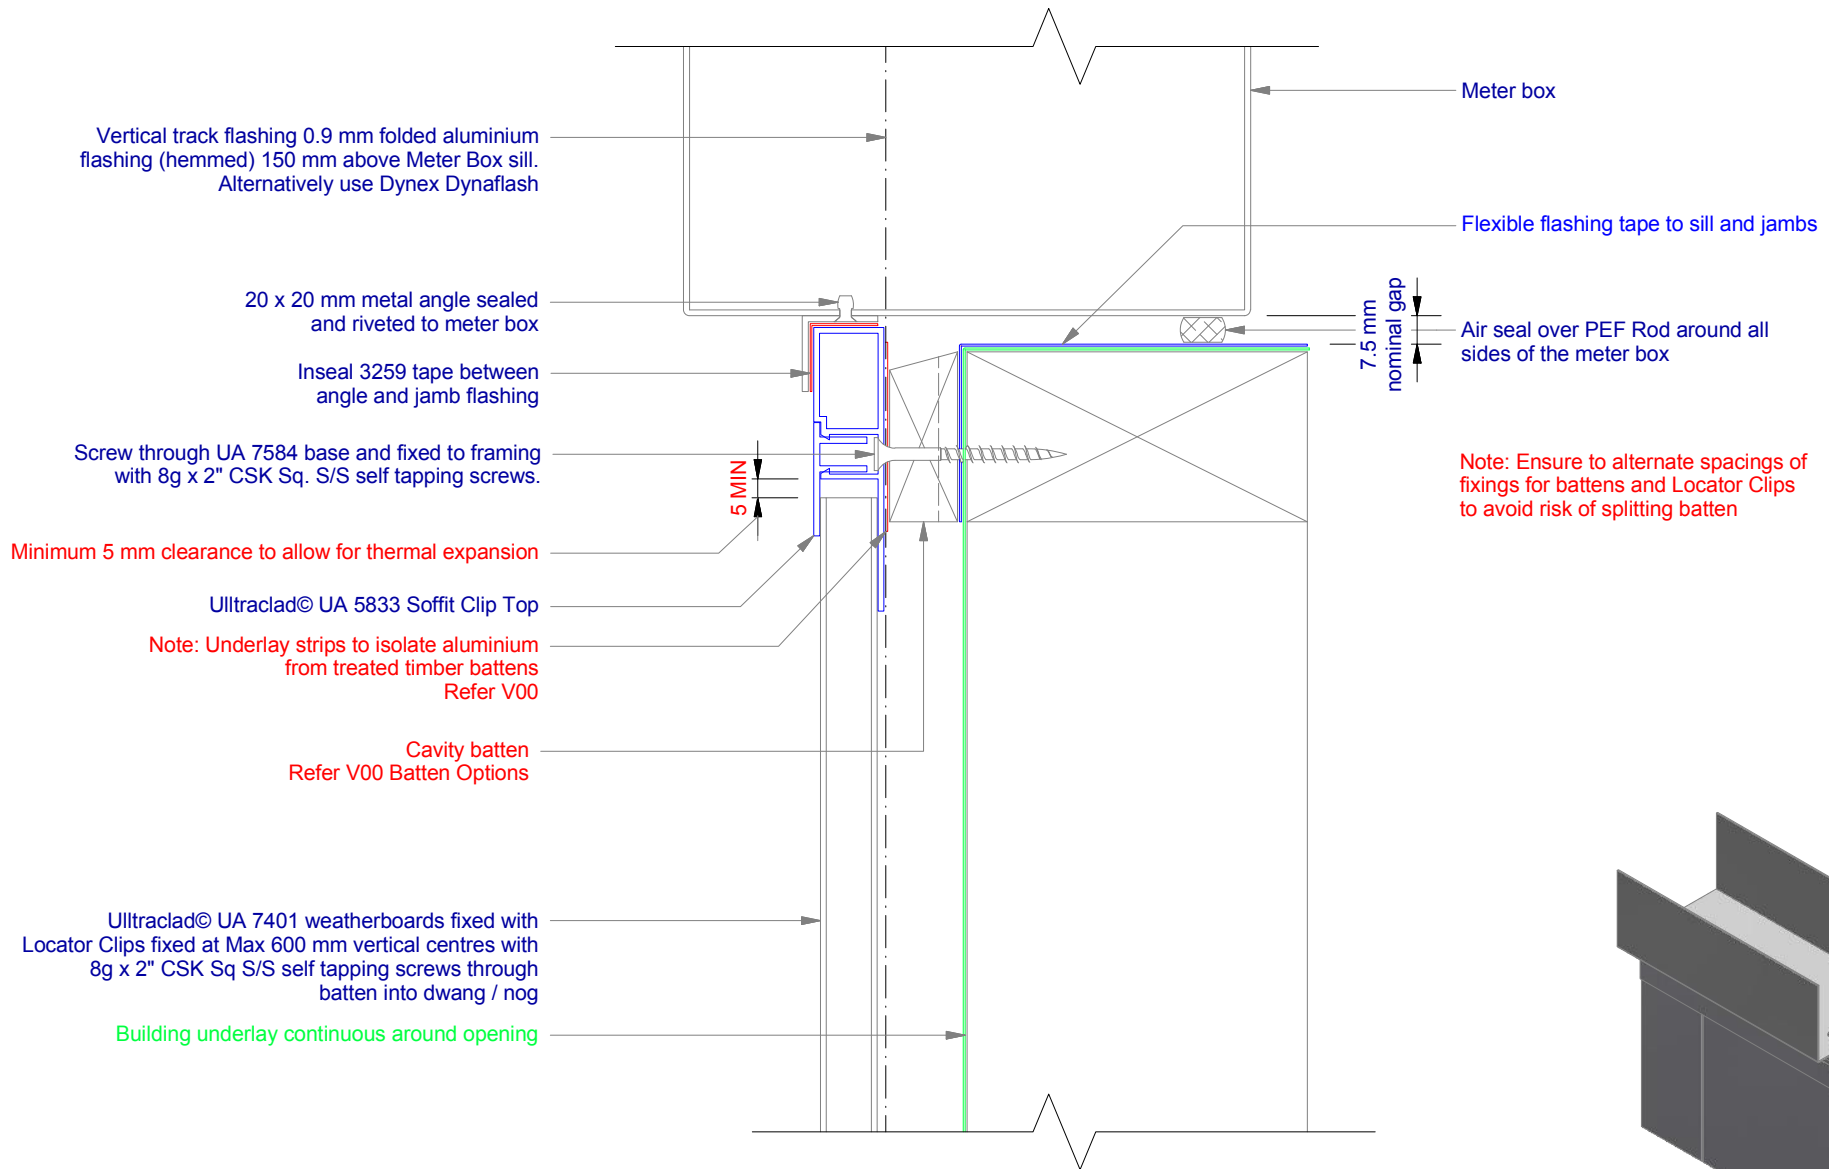 Vertical track flashing 0.9 mm folded aluminium
flashing (hemmed) 150 mm above Meter Box sill.
Alternatively use Dynex Dynaflash
20 x 20 mm metal angle sealed
and riveted to meter box
Inseal 3259 tape between
angle and jamb flashing
Screw through UA 7584 base and fixed to framing
with 8g x 2" CSK Sq. S/S self tapping screws.
5 MIN
Minimum 5 mm clearance to allow for thermal expansion
Ulltraclad© UA 5833 Soffit Clip Top
Note: Underlay strips to isolate aluminium
from treated timber battens
Refer V00
Cavity batten
Refer V00 Batten Options
Ulltraclad© UA 7401 weatherboards fixed with
Locator Clips fixed at Max 600 mm vertical centres with
8g x 2" CSK Sq S/S self tapping screws through
batten into dwang / nog
Building underlay continuous around opening
Meter box
Flexible flashing tape to sill and jambs
7.5 mm
nominal gap
Air seal over PEF Rod around all
sides of the meter box
Note: Ensure to alternate spacings of
fixings for battens and Locator Clips
to avoid risk of splitting batten